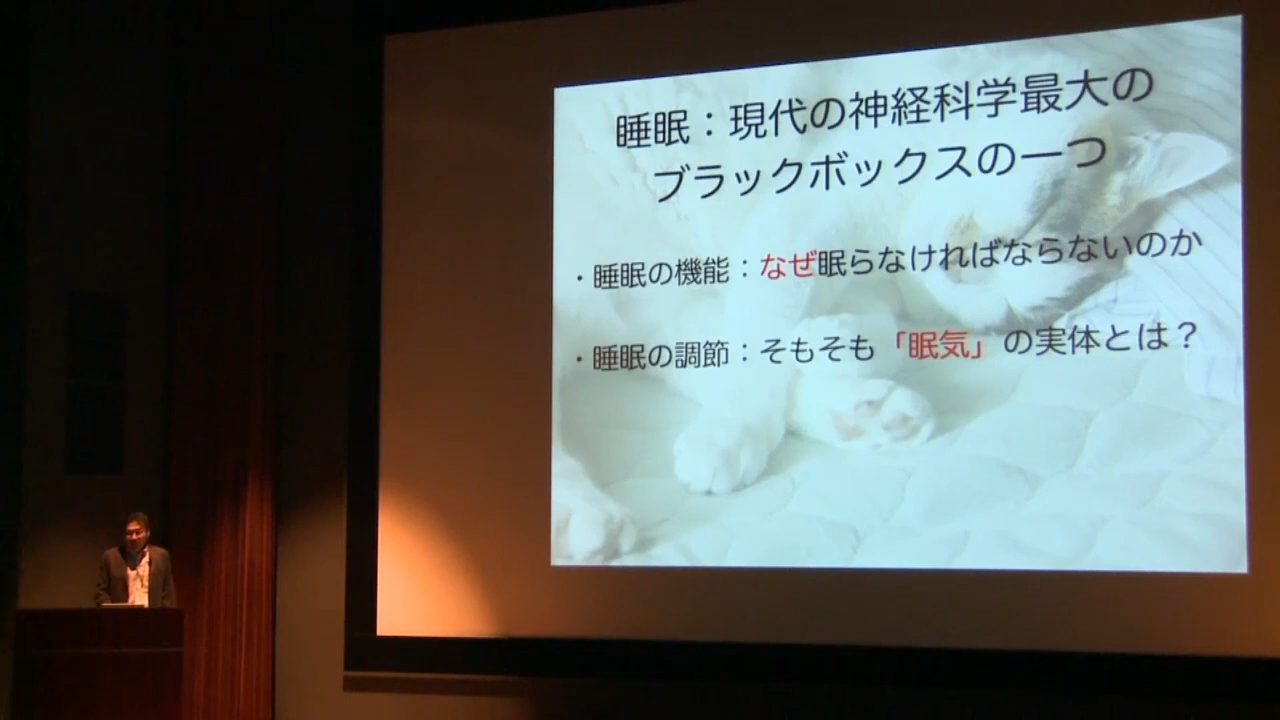 睡眠：現代の神経科学最大の
ブラックボックスの一つ
・睡眠の機能：なぜ眠らなければならないのか
・睡眠の調節：そもそも「眠気」の実体とは？